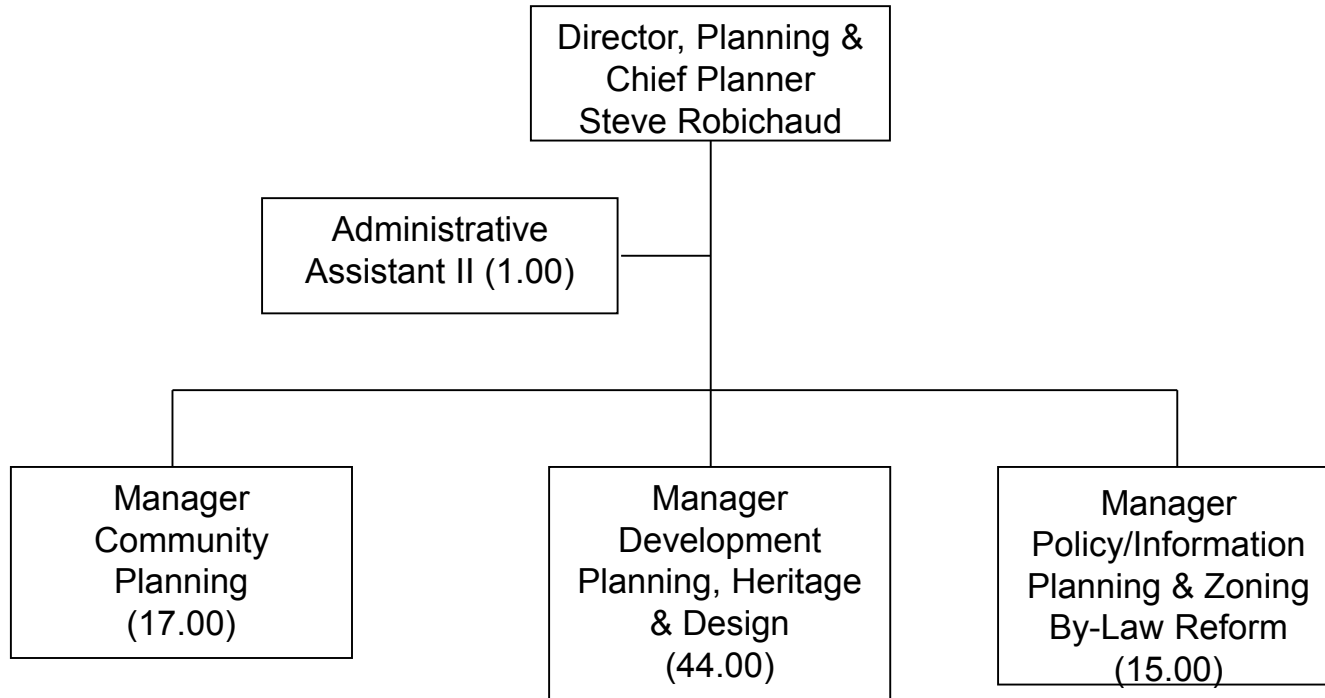 Director, Planning &
Chief Planner
Steve Robichaud
Administrative
Assistant II (1.00)
Manager
Community
Planning
(17.00)
Manager
Development
Planning, Heritage
& Design
(44.00)
Manager
Policy/Information
Planning & Zoning
By-Law Reform
(15.00)